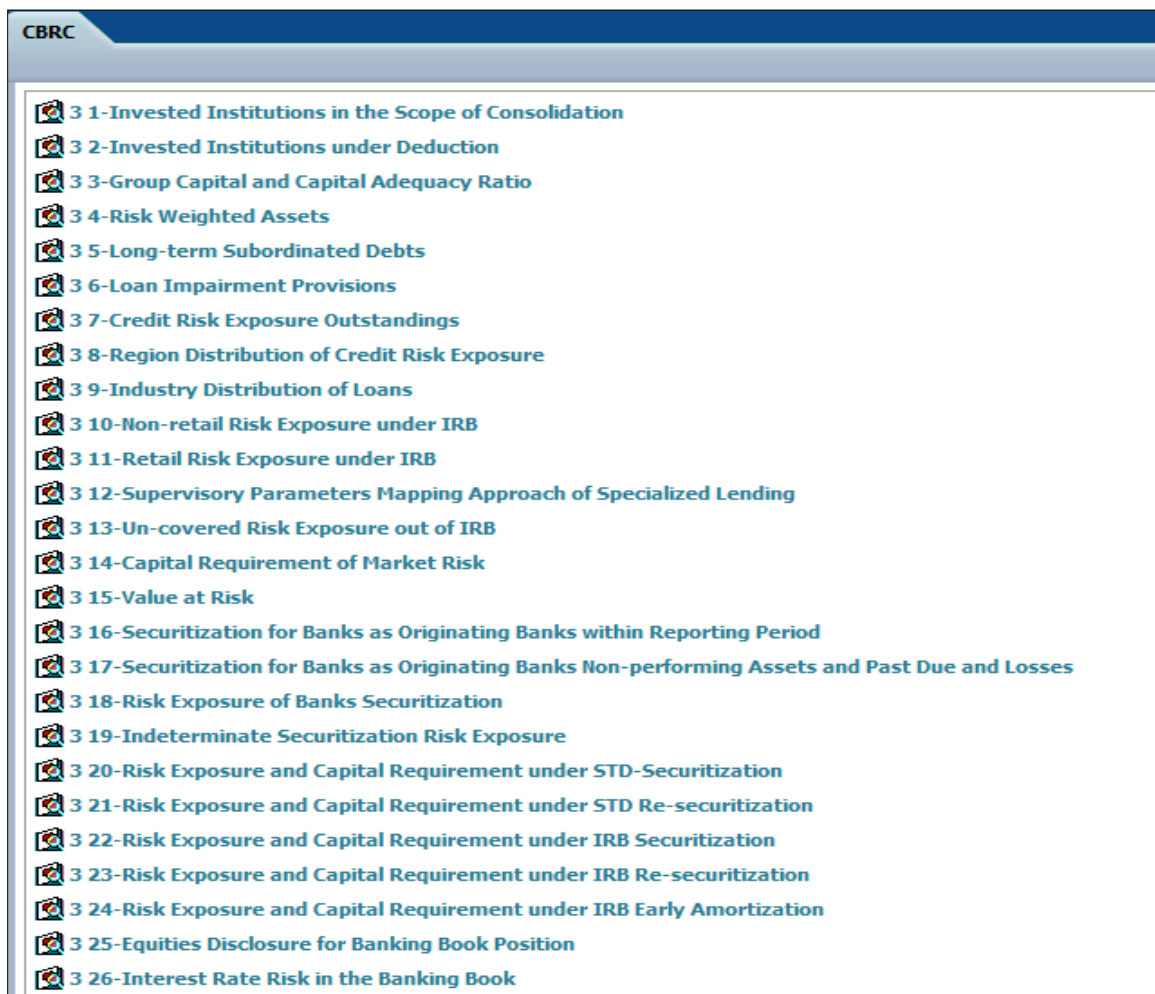 CBRC
3 1-Invested Institutions in the Scope of Consolidation
3 2-Invested Institutions under Deduction
3 3-Group Capital and Capital Adequacy Ratio
3 4-Risk Weighted Assets
3 5-Long-term Subordinated Debts
3 6-Loan Impairment Provisions
3 7-Credit Risk Exposure Outstandings
3 8-Region Distribution of Credit Risk Exposure
3 9-Industry Distribution of Loans
3 10-Non-retail Risk Exposure under IRB
3 11-Retail Risk Exposure under IRB
3 12-Supervisory Parameters Mapping Approach of Specialized Lending
3 13-Un-covered Risk Exposure out of IRB
3 14-Capital Requirement of Market Risk
3 15-Value at Risk
3 16-Securitization for Banks as Originating Banks within Reporting Period
3 17-Securitization for Banks as Originating Banks Non-performing Assets and Past Due and Losses
3 18-Risk Exposure of Banks Securitization
3 19-Indeterminate Securitization Risk Exposure
3 20-Risk Exposure and Capital Requirement under STD-Securitization
3 21-Risk Exposure and Capital Requirement under STD Re-securitization
3 22-Risk Exposure and Capital Requirement under IRB Securitization
3 23-Risk Exposure and Capital Requirement under IRB Re-securitization
3 24-Risk Exposure and Capital Requirement under IRB Early Amortization
3 25-Equities Disclosure for Banking Book Position
3 26-Interest Rate Risk in the Banking Book